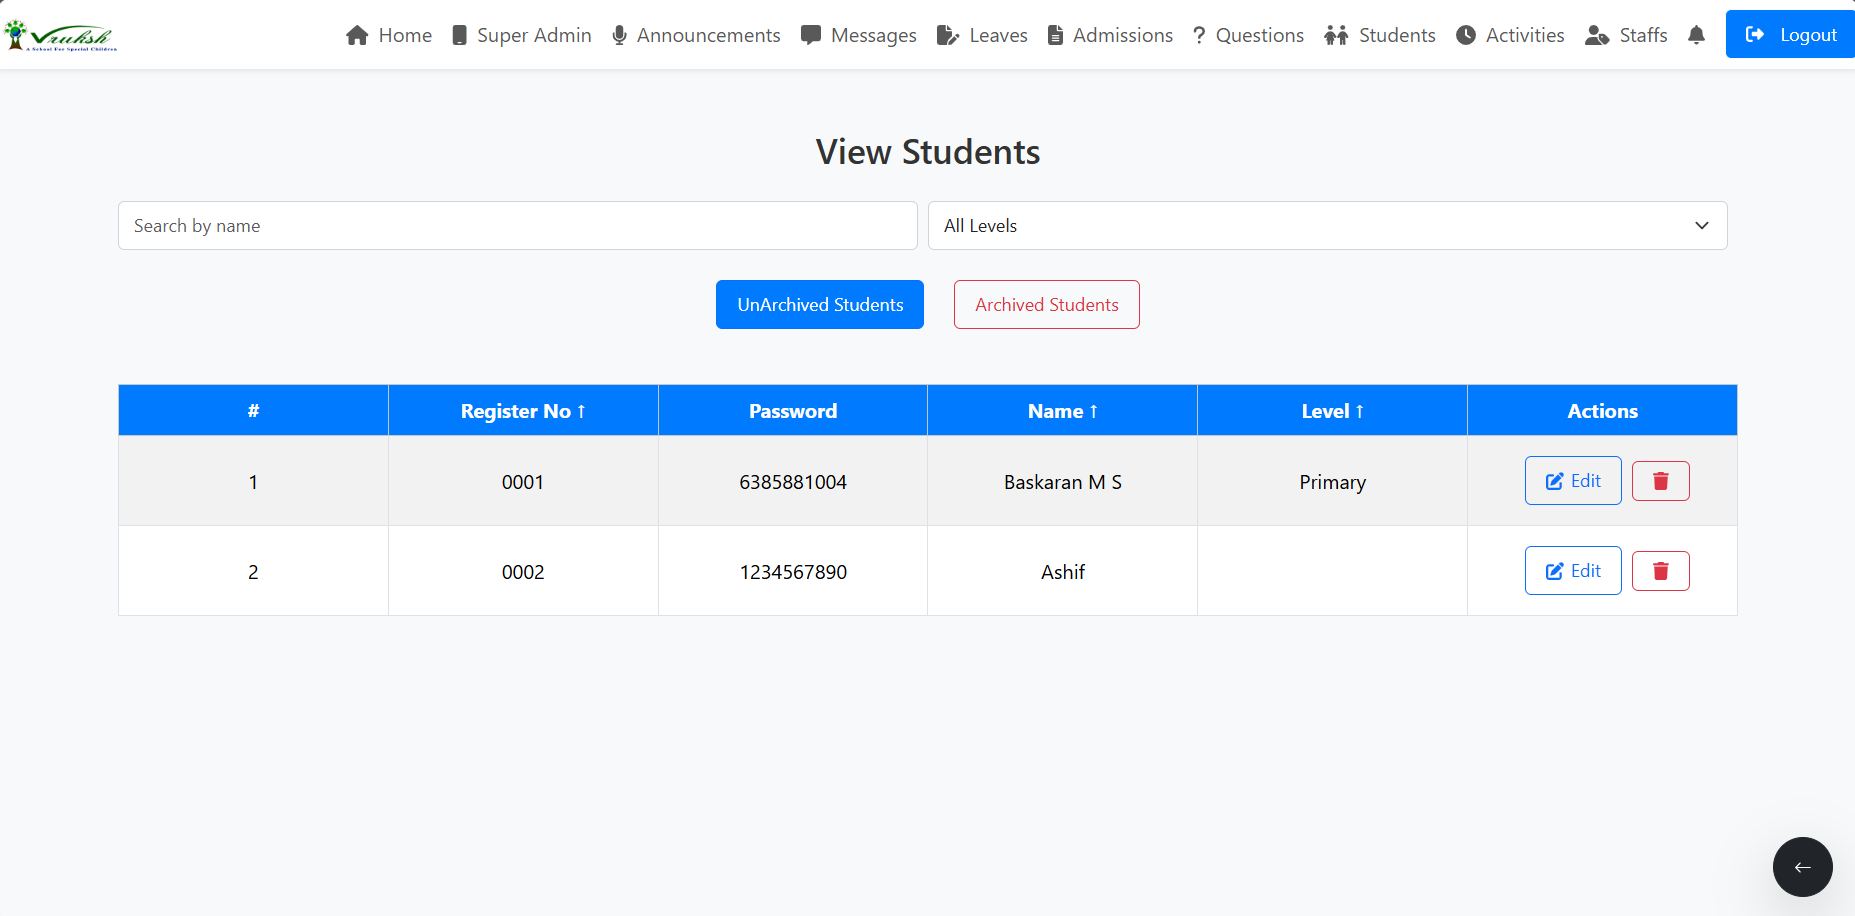 Vruksh
A School For Special Children
Home Super Admin Announcements Messages Leaves Admissions ? Questions Students Activities Staffs Logout
View Students
Search by name All Levels
UnArchived Students Archived Students
# Register No ↑ Password Name ↑ Level ↑ Actions
1 0001 6385881004 Baskaran M S Primary Edit
2 0002 1234567890 Ashif Edit